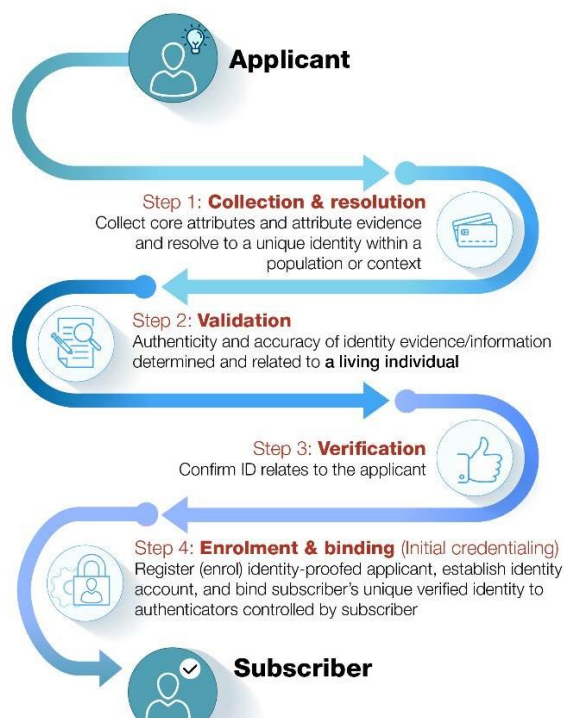 Applicant
Step 1: Collection & resolution
Collect core attributes and attribute evidence
and resolve to a unique identity within a
population or context
Step 2: Validation
Authenticity and accuracy of identity evidence/information
determined and related to a living individual
Step 3: Verification
Confirm ID relates to the applicant
Step 4: Enrolment & binding (Initial credentialing)
Register (enrol) identity-proofed applicant, establish identity
account, and bind subscriber's unique verified identity to
authenticators controlled by subscriber
Subscriber